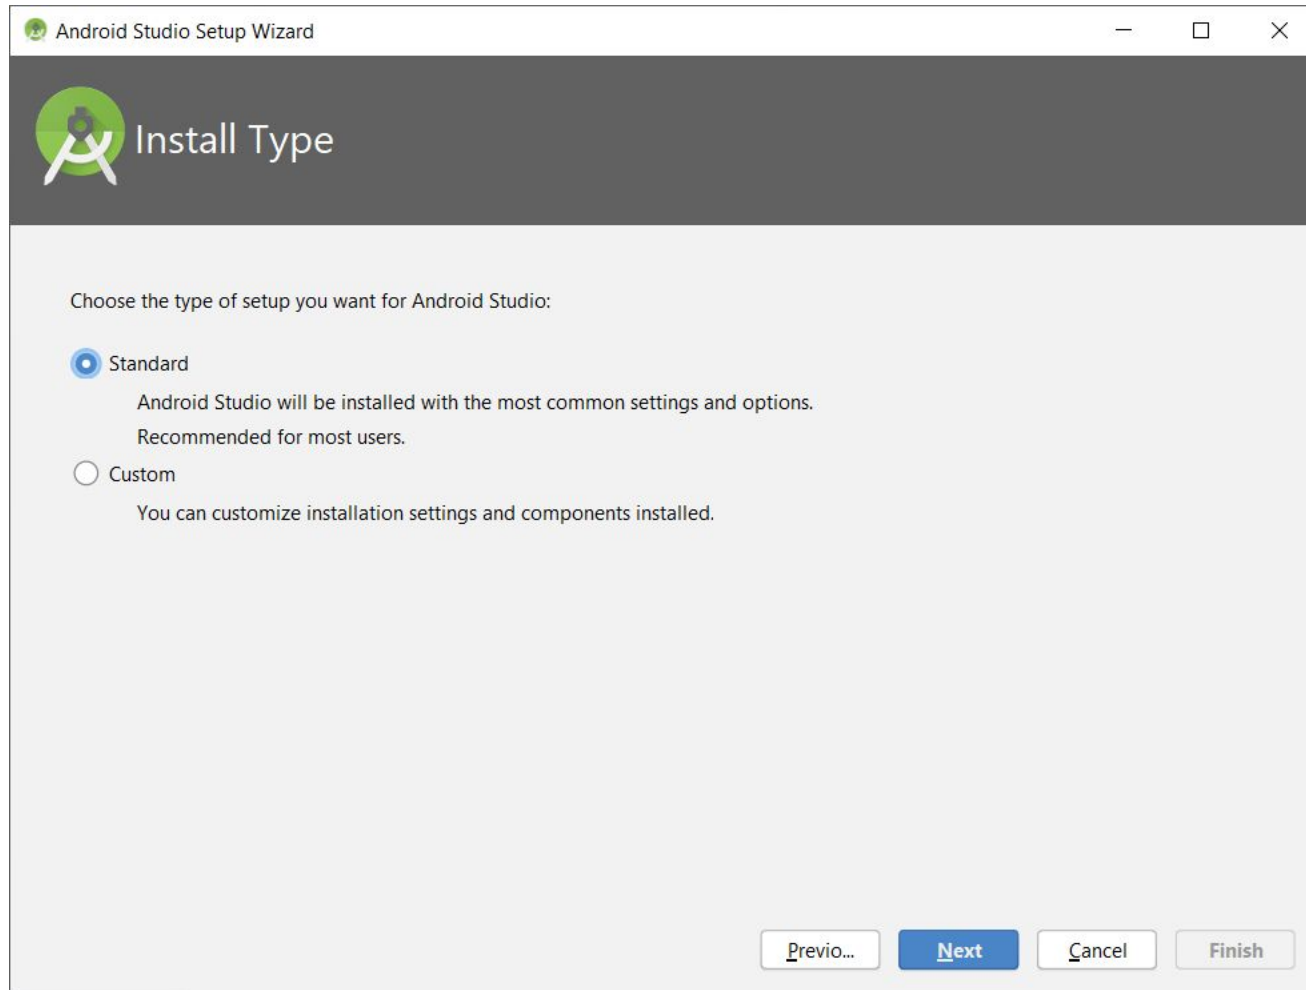 Android Studio Setup Wizard
Install Type
Choose the type of setup you want for Android Studio:
Standard
Android Studio will be installed with the most common settings and options.
Recommended for most users.
Custom
You can customize installation settings and components installed.
Previo...
Next
Cancel
Finish